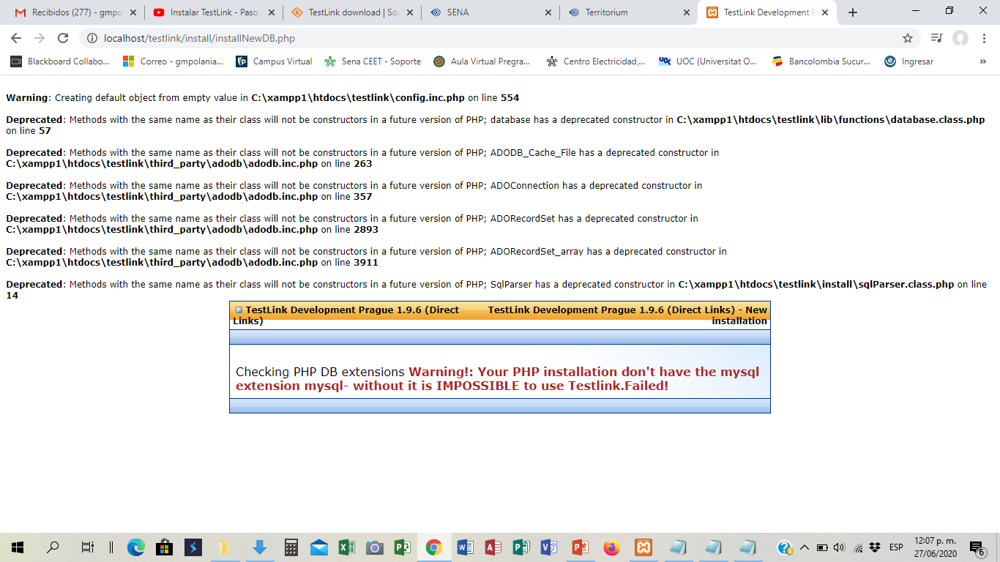 Recibidos (277) - gmpol
Instalar TestLink - Paso
TestLink download | Sou
SENA
Territorium
TestLink Development P
localhost/testlink/install/installNewDB.php
Blackboard Collabo...
Correo - gmpolania...
Campus Virtual
Sena CEET - Soporte
Aula Virtual Pregra...
Centro Electricidad,...
UOC (Universitat O...
Bancolombia Sucur...
Ingresar
»
Warning: Creating default object from empty value in C:\xampp1\htdocs\testlink\config.inc.php on line 554
Deprecated: Methods with the same name as their class will not be constructors in a future version of PHP; database has a deprecated constructor in C:\xampp1\htdocs\testlink\lib\functions\database.class.php
on line 57
Deprecated: Methods with the same name as their class will not be constructors in a future version of PHP; ADODB_Cache_File has a deprecated constructor in
C:\xampp1\htdocs\testlink\third_party\adodb\adodb.inc.php on line 263
Deprecated: Methods with the same name as their class will not be constructors in a future version of PHP; ADOConnection has a deprecated constructor in
C:\xampp1\htdocs\testlink\third_party\adodb\adodb.inc.php on line 357
Deprecated: Methods with the same name as their class will not be constructors in a future version of PHP; ADORecordSet has a deprecated constructor in
C:\xampp1\htdocs\testlink\third_party\adodb\adodb.inc.php on line 2893
Deprecated: Methods with the same name as their class will not be constructors in a future version of PHP; ADORecordSet_array has a deprecated constructor in
C:\xampp1\htdocs\testlink\third_party\adodb\adodb.inc.php on line 3911
Deprecated: Methods with the same name as their class will not be constructors in a future version of PHP; SqlParser has a deprecated constructor in C:\xampp1\htdocs\testlink\install\sqlParser.class.php on line
14
TestLink Development Prague 1.9.6 (Direct
Links)
TestLink Development Prague 1.9.6 (Direct Links) - New
installation
Checking PHP DB extensions Warning!: Your PHP installation don't have the mysql
extension mysql- without it is IMPOSSIBLE to use Testlink.Failed!
ESP
12:07 p. m.
27/06/2020
6